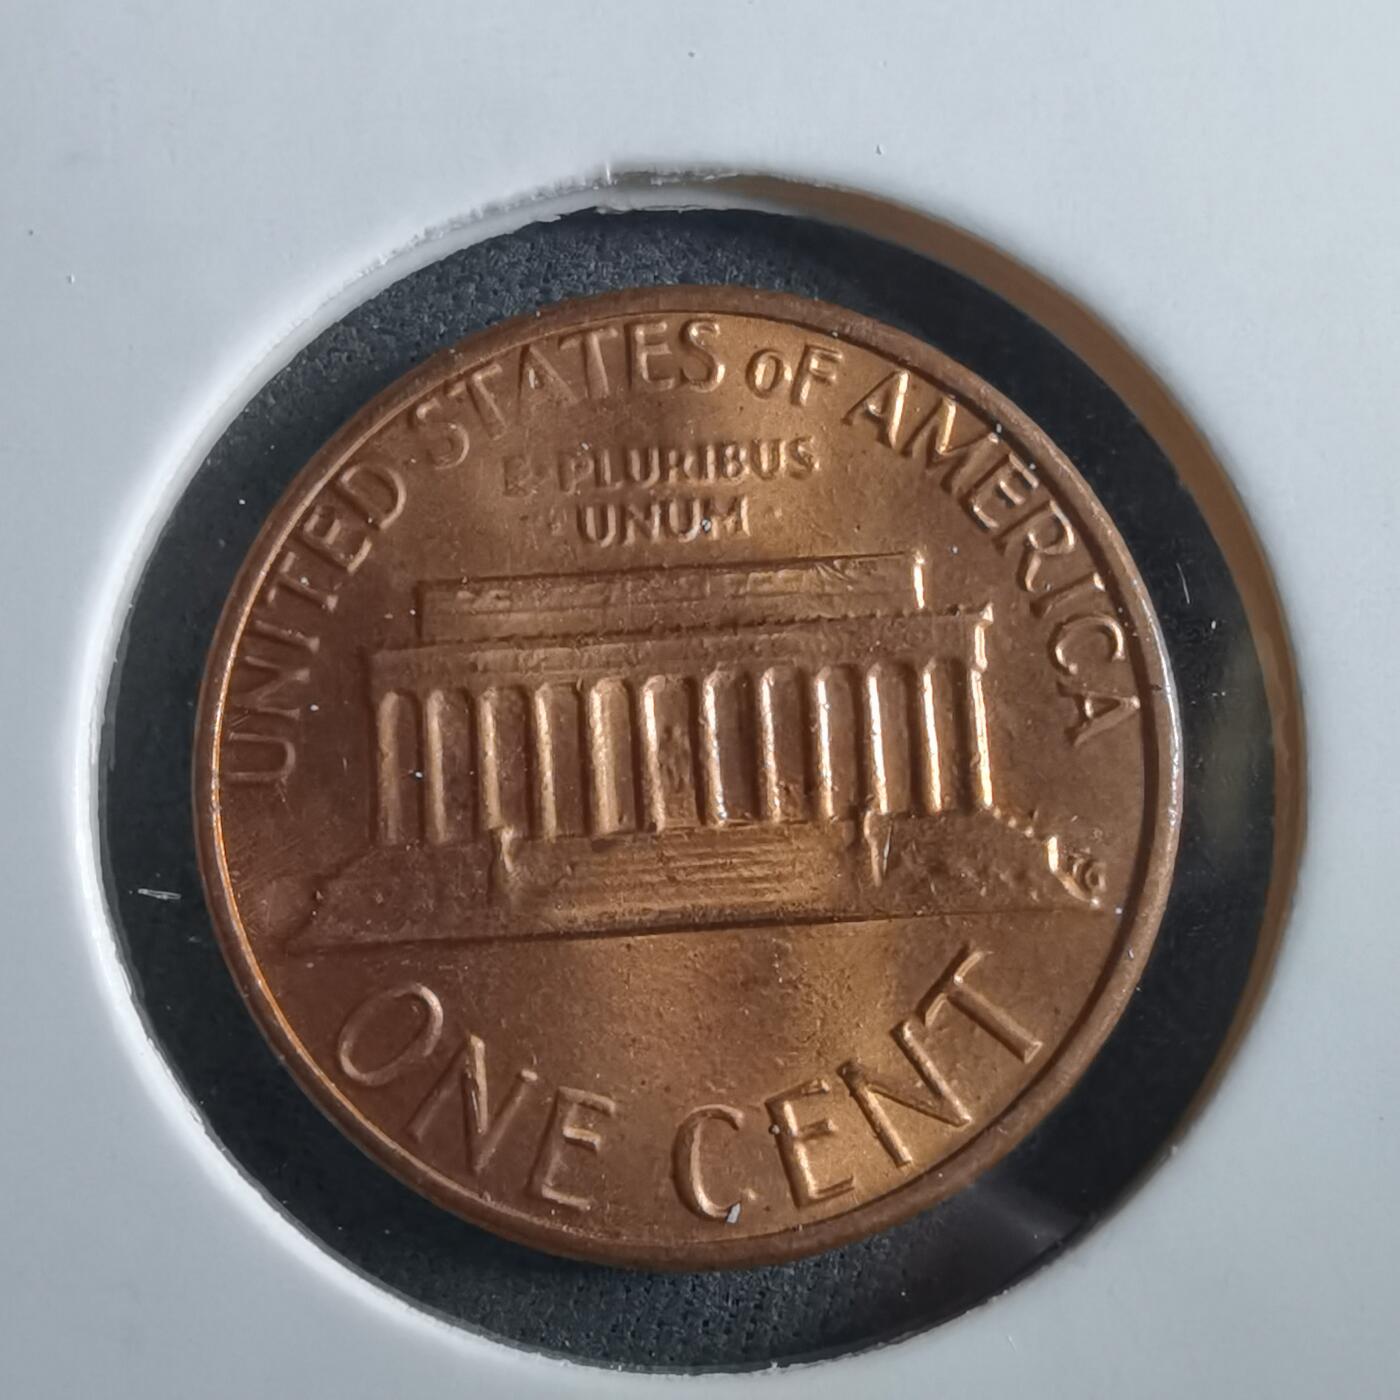 UNITED STATES OF AMERICA
E·PLURIBUS
·UNUM·
ONE CENT